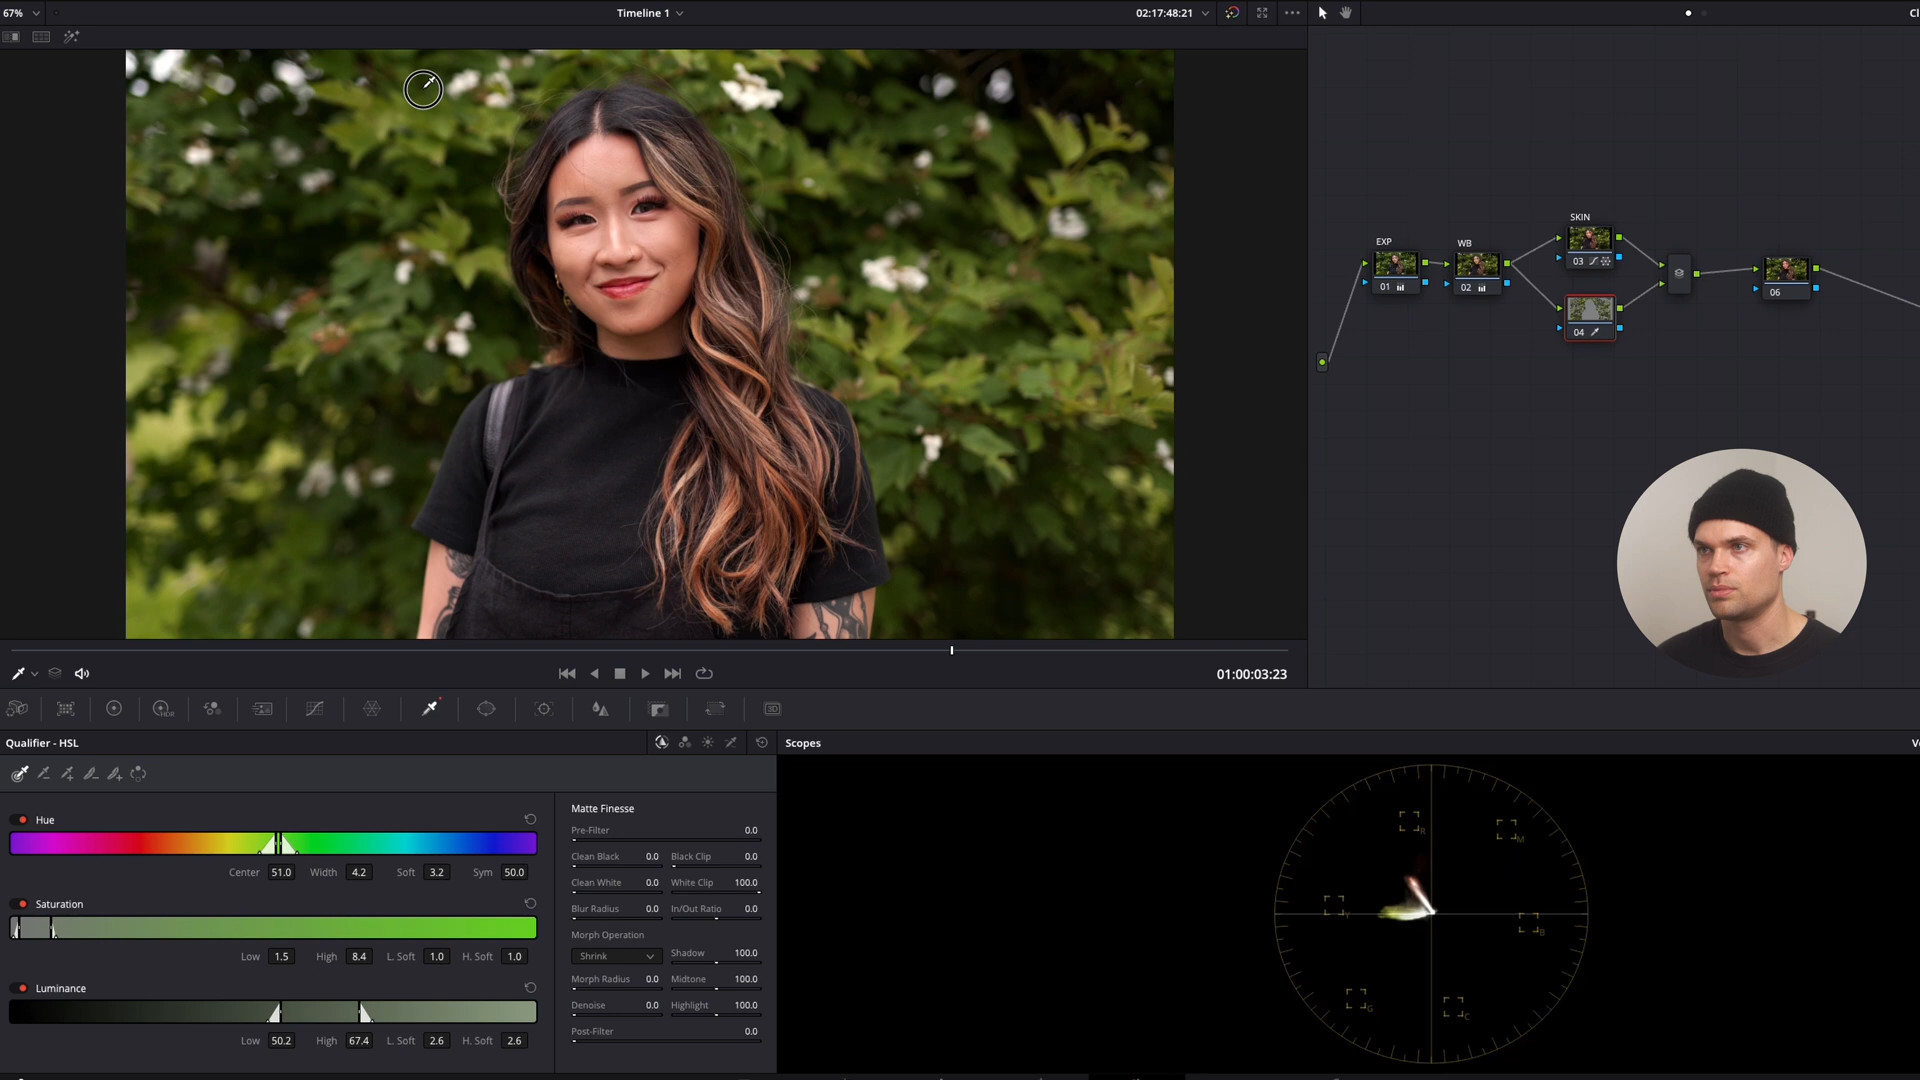 67%
Timeline 1
02:17:48:21
Cl
SKIN
EXP
WB
03
01
02
06
04
01:00:03:23
HDR
3D
Qualifier - HSL
Scopes
Hue
Center 51.0 Width 4.2 Soft 3.2 Sym 50.0
Saturation
Low 1.5 High 8.4 L. Soft 1.0 H. Soft 1.0
Luminance
Low 50.2 High 67.4 L. Soft 2.6 H. Soft 2.6
Matte Finesse
Pre-Filter 0.0
Clean Black 0.0 Black Clip 0.0
Clean White 0.0 White Clip 100.0
Blur Radius 0.0 In/Out Ratio 0.0
Morph Operation
Shrink Shadow 100.0
Morph Radius 0.0 Midtone 100.0
Denoise 0.0 Highlight 100.0
Post-Filter 0.0
R
M
Y
B
G
C